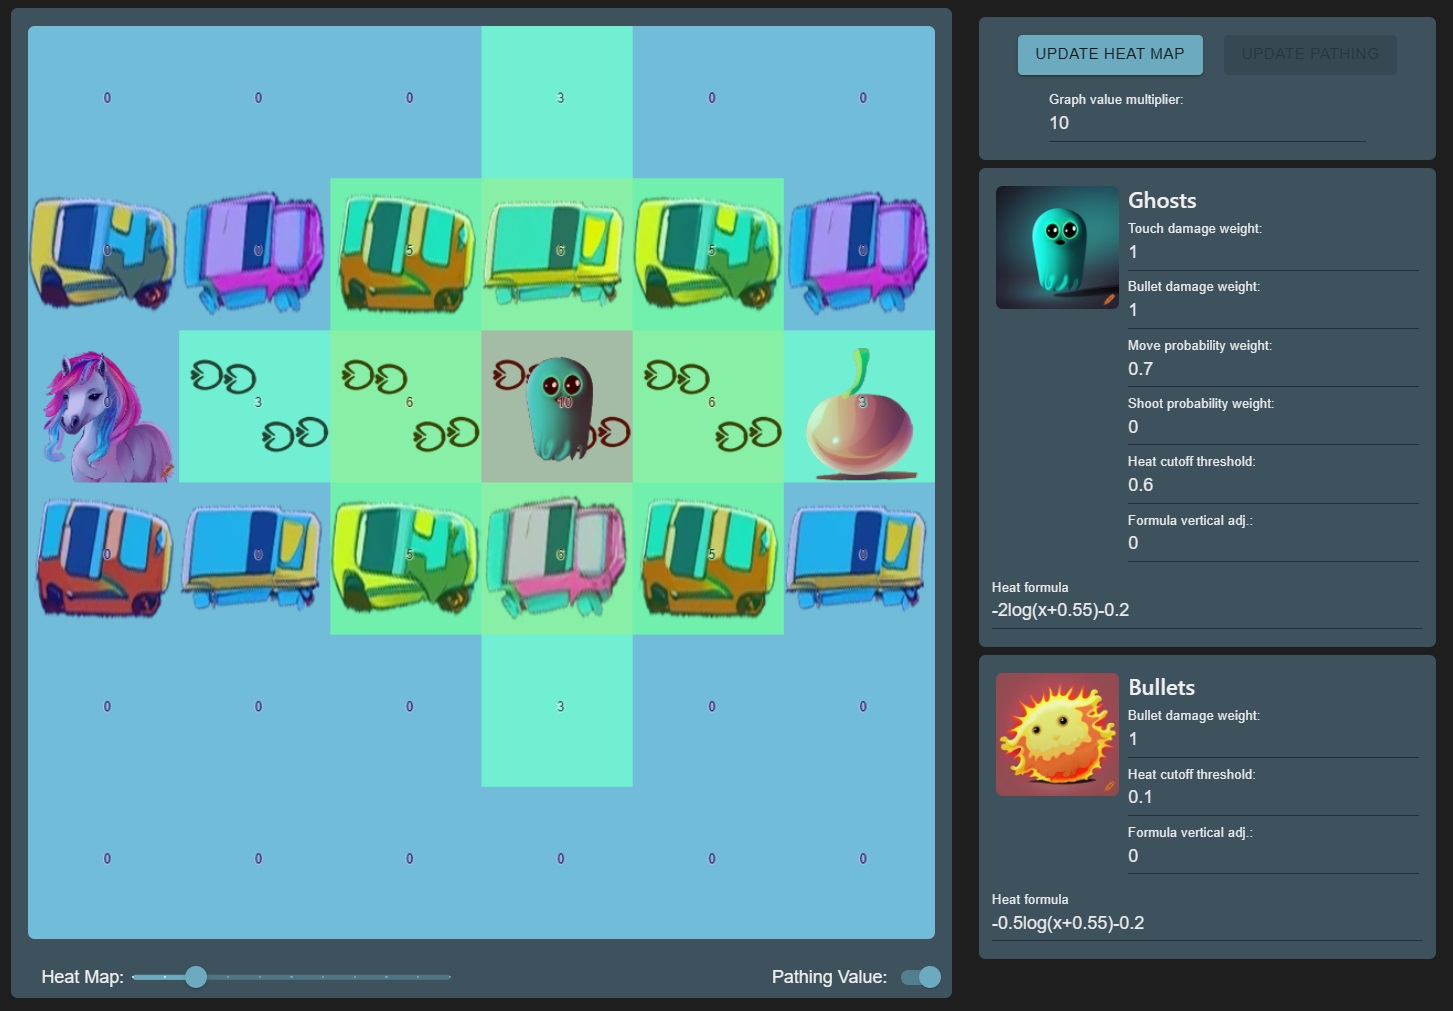 0 0 0 3 0 0
0 0 5 6 5 0
0 3 6 10 6 3
0 0 5 6 5 0
0 0 0 3 0 0
0 0 0 0 0 0
Heat Map:
Pathing Value:
UPDATE HEAT MAP
UPDATE PATHING
Graph value multiplier:
10
Ghosts
Touch damage weight:
1
Bullet damage weight:
1
Move probability weight:
0.7
Shoot probability weight:
0
Heat cutoff threshold:
0.6
Formula vertical adj.:
0
Heat formula
-2log(x+0.55)-0.2
Bullets
Bullet damage weight:
1
Heat cutoff threshold:
0.1
Formula vertical adj.:
0
Heat formula
-0.5log(x+0.55)-0.2